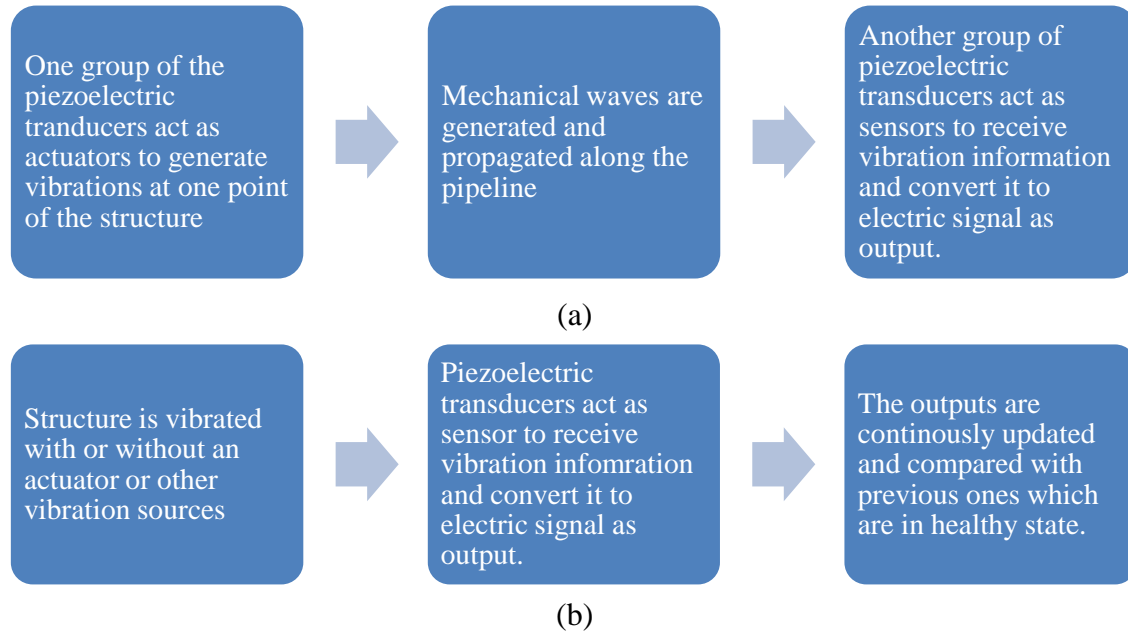 One group of the
piezoelectric
tranducers act as
actuators to generate
vibrations at one point
of the structure
Mechanical waves are
generated and
propagated along the
pipeline
Another group of
piezoelectric
transducers act as
sensors to receive
vibration information
and convert it to
electric signal as
output.
(a)
Structure is vibrated
with or without an
actuator or other
vibration sources
Piezoelectric
transducers act as
sensor to receive
vibration infomration
and convert it to
electric signal as
output.
The outputs are
continously updated
and compared with
previous ones which
are in healthy state.
(b)